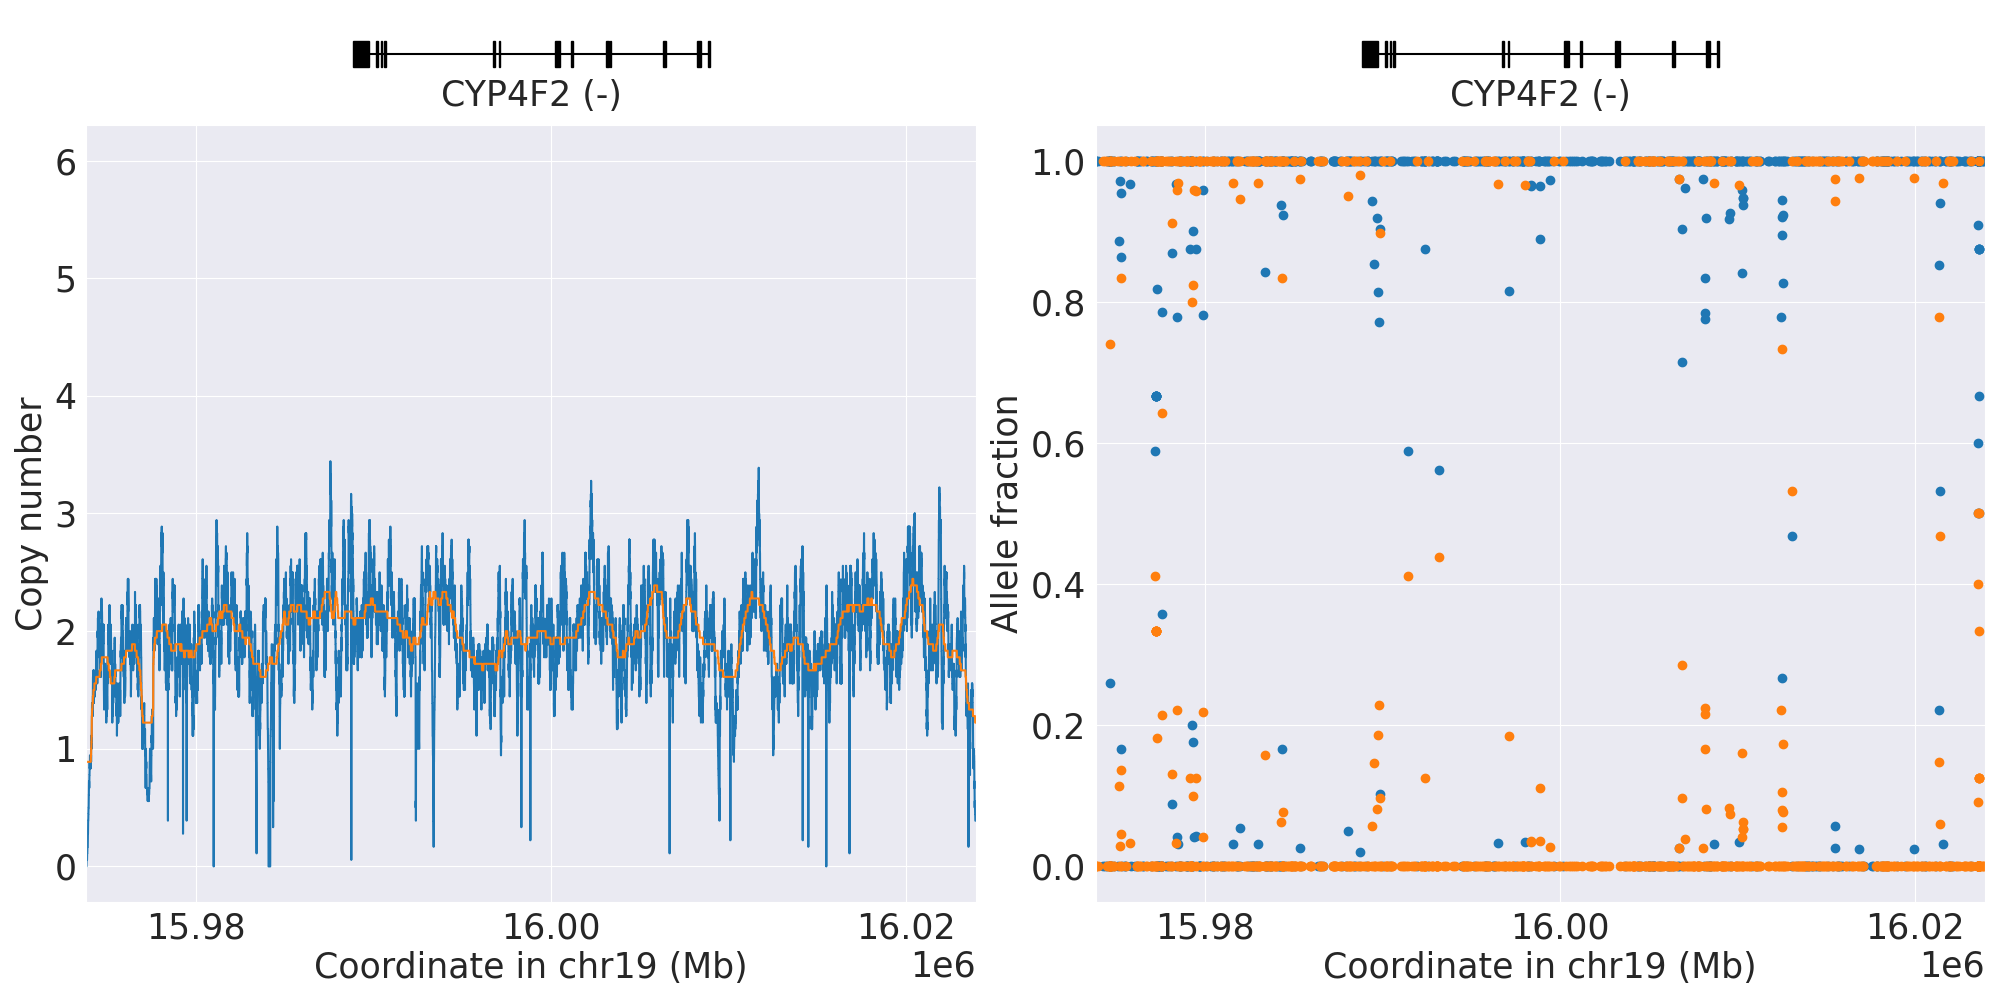 CYP4F2 (-)
Copy number
6
5
4
3
2
1
0
15.98
16.00
16.02
Coordinate in chr19 (Mb)
1e6
CYP4F2 (-)
Allele fraction
1.0
0.8
0.6
0.4
0.2
0.0
15.98
16.00
16.02
Coordinate in chr19 (Mb)
1e6